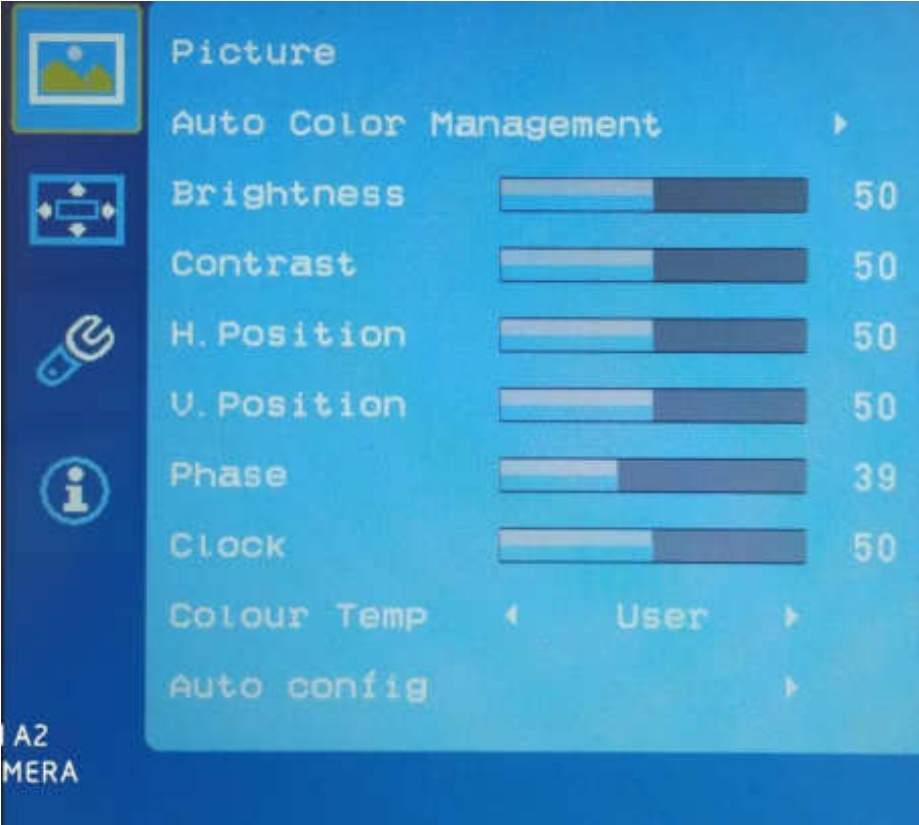 Picture
Auto Color Management
Brightness 50
Contrast 50
H.Position 50
V.Position 50
Phase 39
Clock 50
Colour Temp User
Auto config
A2
MERA